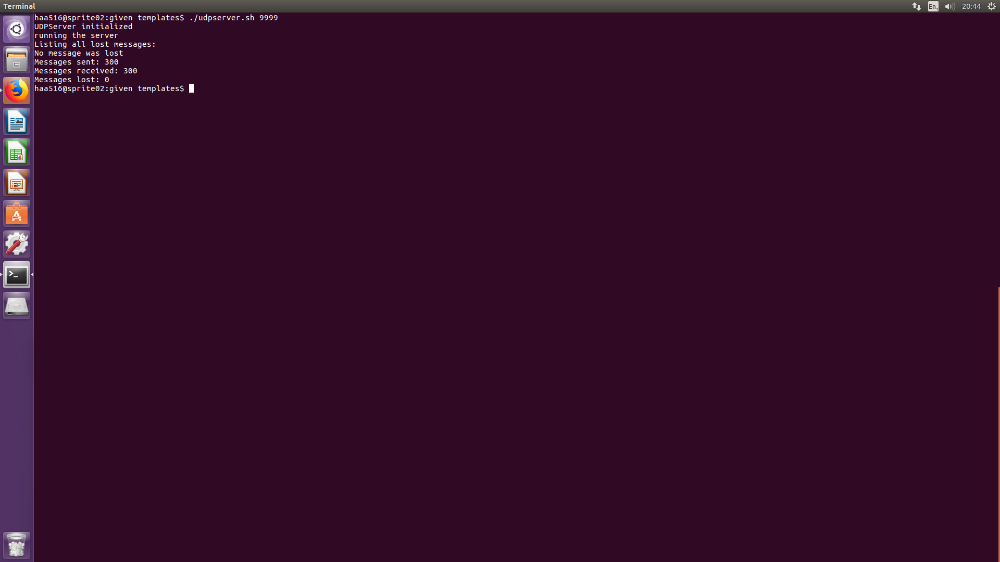 Terminal
En1
20:44
haa516@sprite02:given templates$ ./udpserver.sh 9999
UDPServer initialized
running the server
Listing all lost messages:
No message was lost
Messages sent: 300
Messages received: 300
Messages lost: 0
haa516@sprite02:given templates$